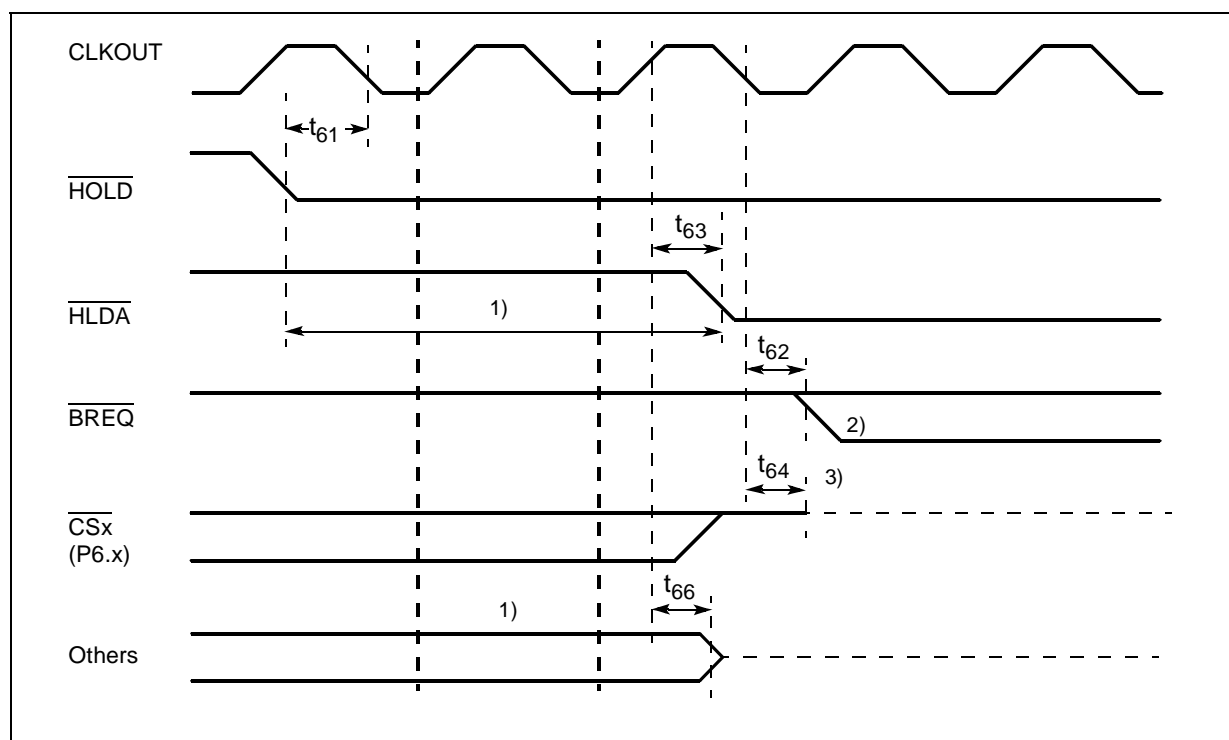 CLKOUT
t61
HOLD
t63
HLDA
1)
t62
BREQ
2)
t64
3)
CSx
(P6.x)
t66
1)
Others